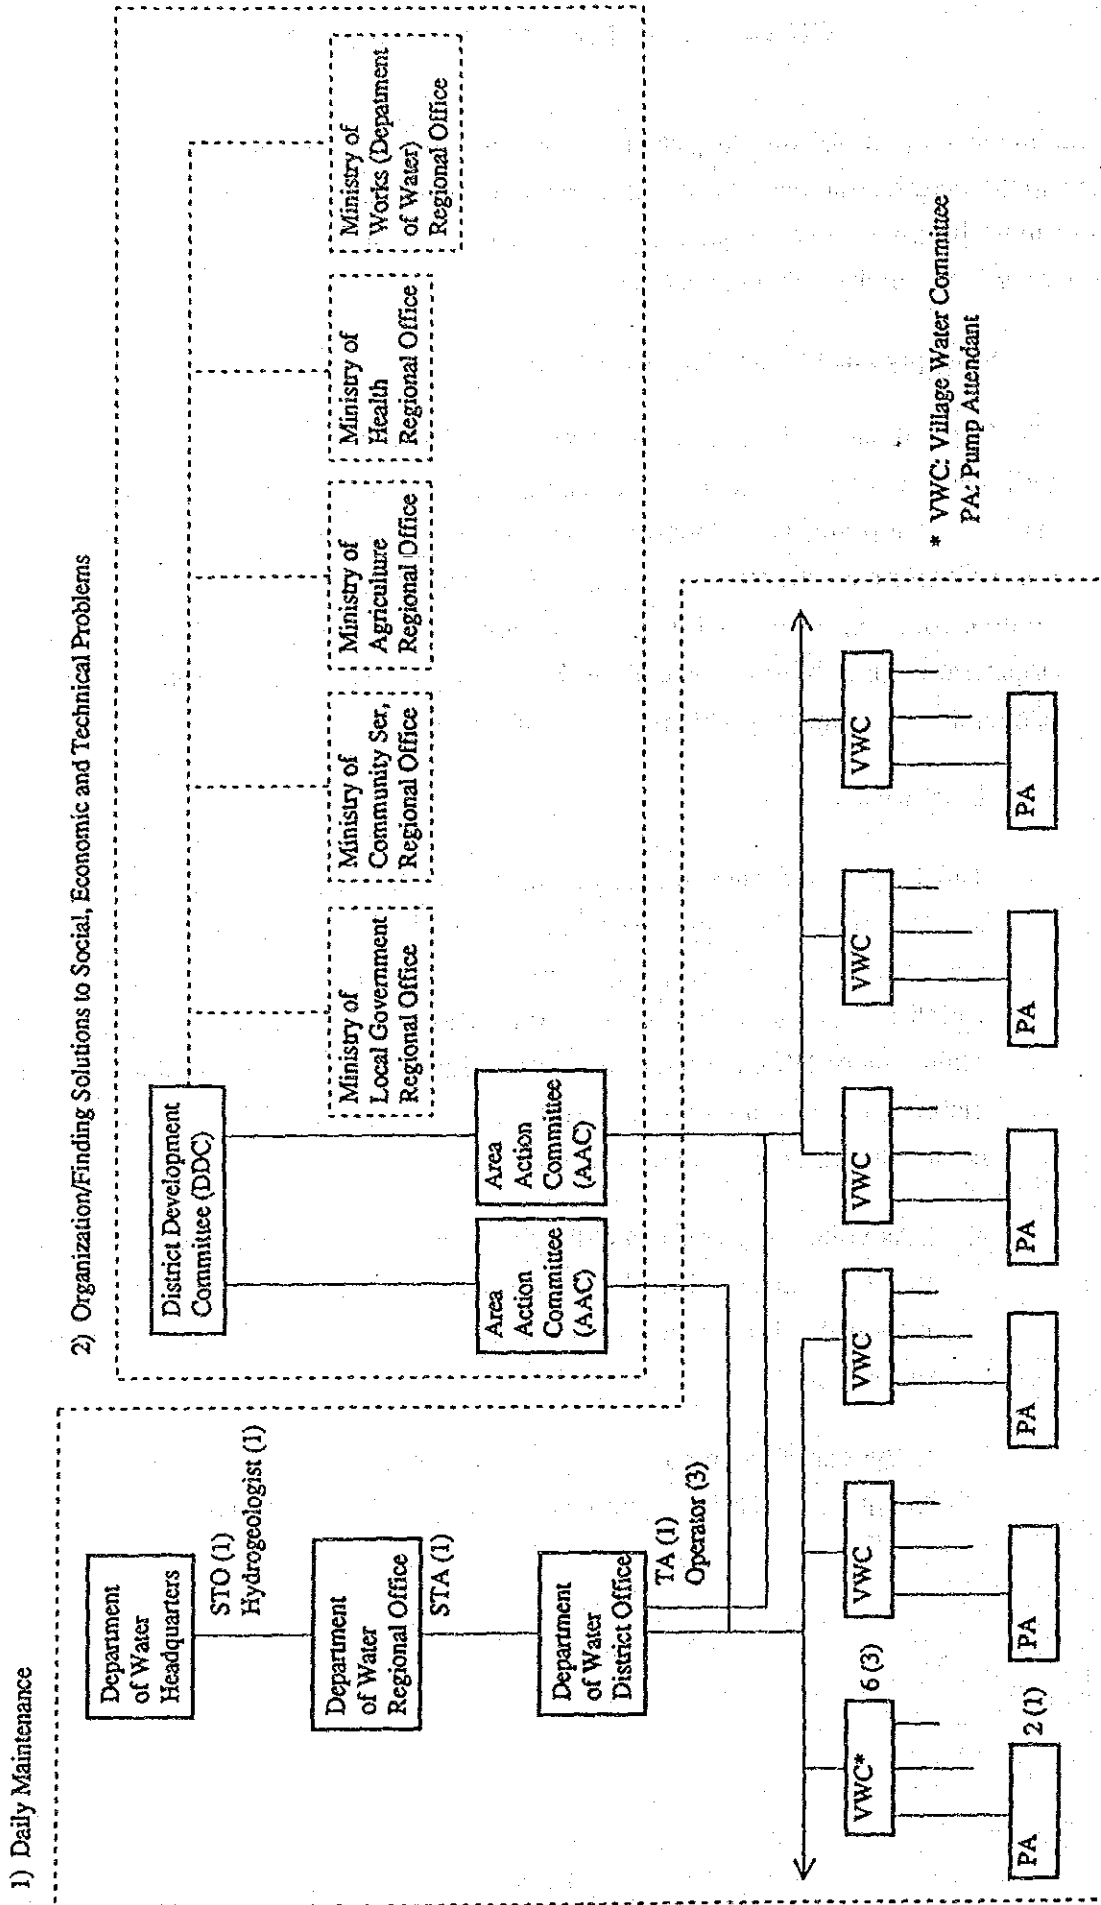 1) Daily Maintenance
2) Organization/Finding Solutions to Social, Economic and Technical Problems
Department
of Water
Headquarters
STO (1)
Hydrogeologist (1)
Department
of Water
Regional Office
STA (1)
Department
of Water
District Office
TA (1)
Operator (3)
District Development
Committee (DDC)
Area
Action
Committee
(AAC)
Area
Action
Committee
(AAC)
Ministry of
Local Government
Regional Office
Ministry of
Community Ser,
Regional Office
Ministry of
Agriculture
Regional Office
Ministry of
Health
Regional Office
Ministry of
Works (Depatment
of Water)
Regional Office
VWC*
6 (3)
VWC
VWC
VWC
VWC
VWC
PA
2 (1)
PA
PA
PA
PA
PA
* VWC: Village Water Committee
PA: Pump Attendant